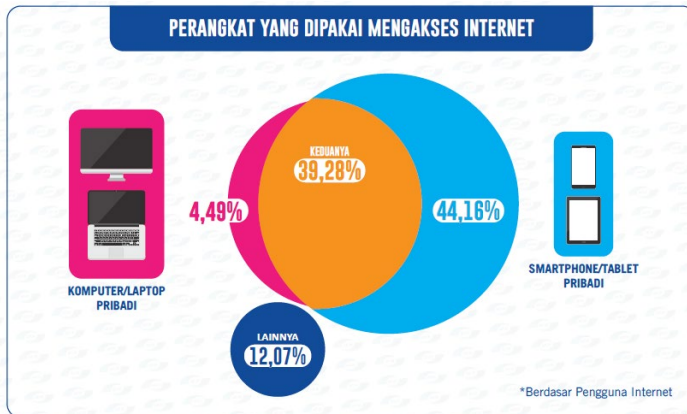 PERANGKAT YANG DIPAKAI MENGAKSES INTERNET
KEDUANYA
39,28%
4,49%
44,16%
KOMPUTER/LAPTOP
PRIBADI
SMARTPHONE/TABLET
PRIBADI
LAINNYA
12,07%
*Berdasar Pengguna Internet